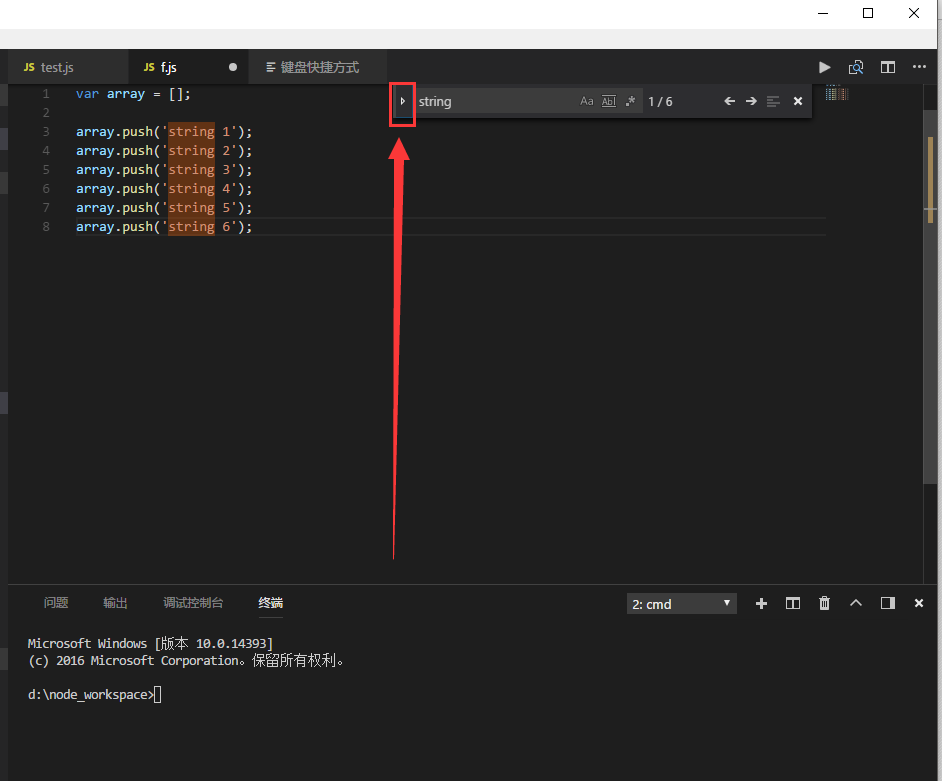 JS test.js JS f.js 键盘快捷方式
string Aa Abl .* 1 / 6
1 var array = [];
2
3 array.push('string 1');
4 array.push('string 2');
5 array.push('string 3');
6 array.push('string 4');
7 array.push('string 5');
8 array.push('string 6');
问题 输出 调试控制台 终端 2: cmd
Microsoft Windows [版本 10.0.14393]
(c) 2016 Microsoft Corporation。保留所有权利。
d:\node_workspace>